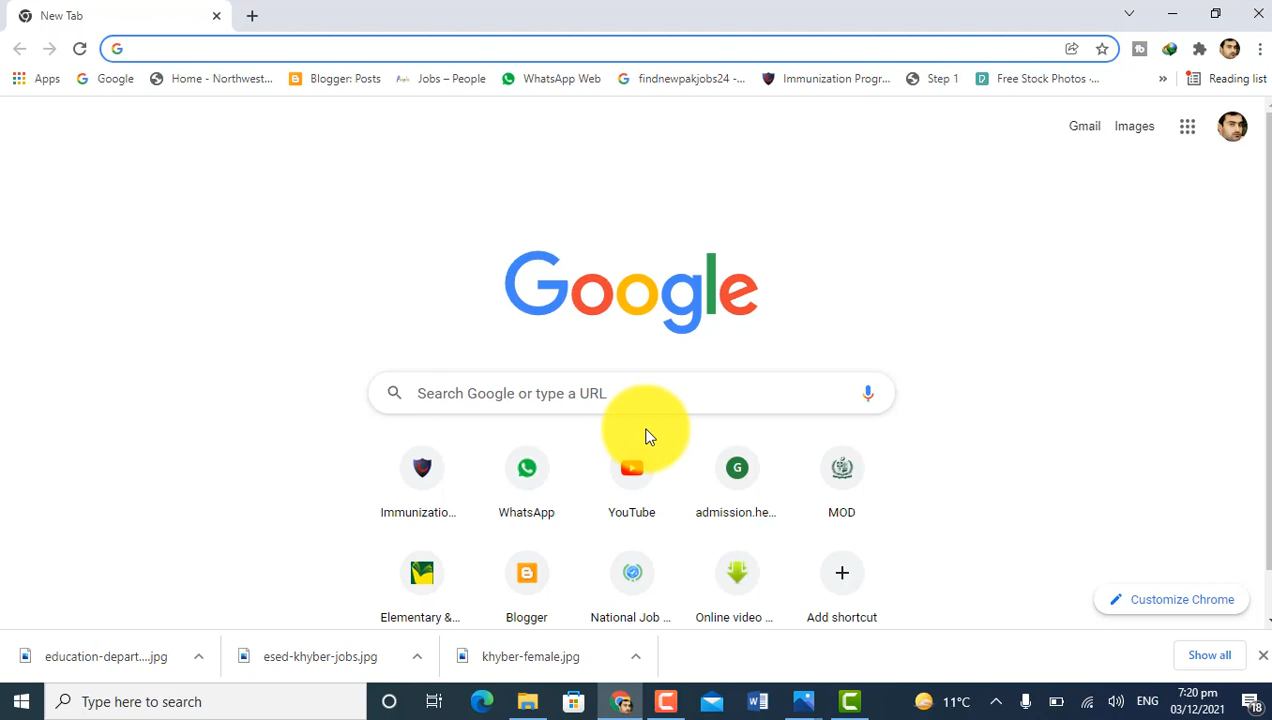 New Tab
Apps
Google
Home - Northwest...
Blogger: Posts
Jobs – People
WhatsApp Web
findnewpakjobs24 -...
Immunization Progr...
Step 1
Free Stock Photos ·...
»
Reading list
Gmail
Images
Google
Search Google or type a URL
Immunizatio...
WhatsApp
YouTube
G
admission.he...
MOD
Elementary &...
Blogger
National Job ...
Online video ...
Add shortcut
Customize Chrome
education-depart....jpg
esed-khyber-jobs.jpg
khyber-female.jpg
Show all
Type here to search
11°C
ENG
7:20 pm
03/12/2021
18